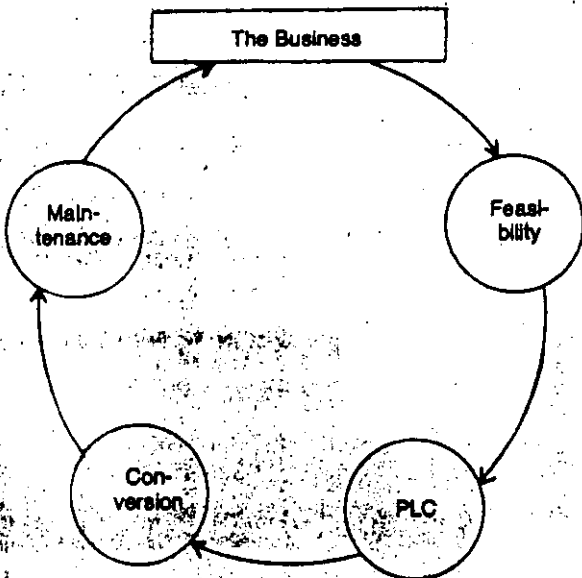 The Business
Feasi-
bility
PLC
Con-
version
Main-
tenance